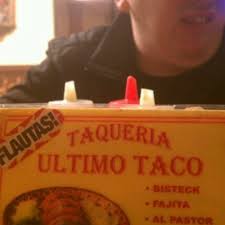 FLAUTAS!
TAQUERIA
ULTIMO TACO
• BISTECK
• FAJITA
• AL PASTOR